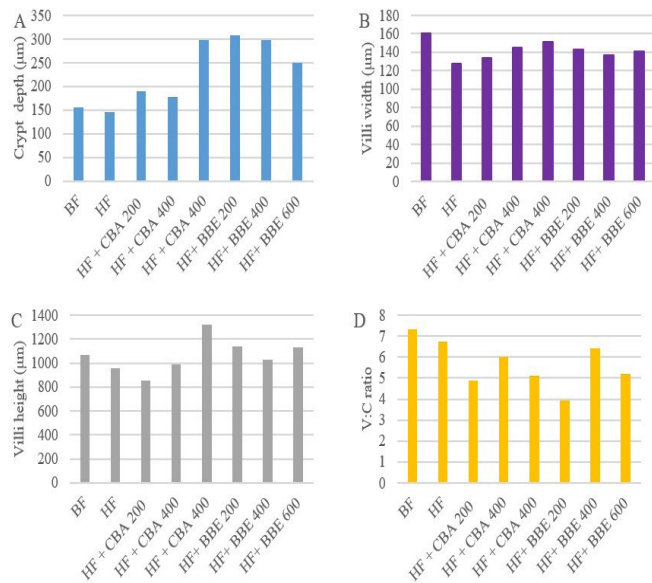 A
Crypt depth (µm)
350
300
250
200
150
100
50
0
BF
HF
HF + CBA 200
HF + CBA 400
HF + CBA 400
HF+ BBE 200
HF+ BBE 400
HF+ BBE 600
B
Villi width (µm)
180
160
140
120
100
80
60
40
20
0
BF
HF
HF + CBA 200
HF + CBA 400
HF + CBA 400
HF+ BBE 200
HF+ BBE 400
HF+ BBE 600
C
Villi height (µm)
1400
1200
1000
800
600
400
200
0
BF
HF
HF + CBA 200
HF + CBA 400
HF + CBA 400
HF+ BBE 200
HF+ BBE 400
HF+ BBE 600
D
V:C ratio
8
7
6
5
4
3
2
1
0
BF
HF
HF + CBA 200
HF + CBA 400
HF + CBA 400
HF+ BBE 200
HF+ BBE 400
HF+ BBE 600